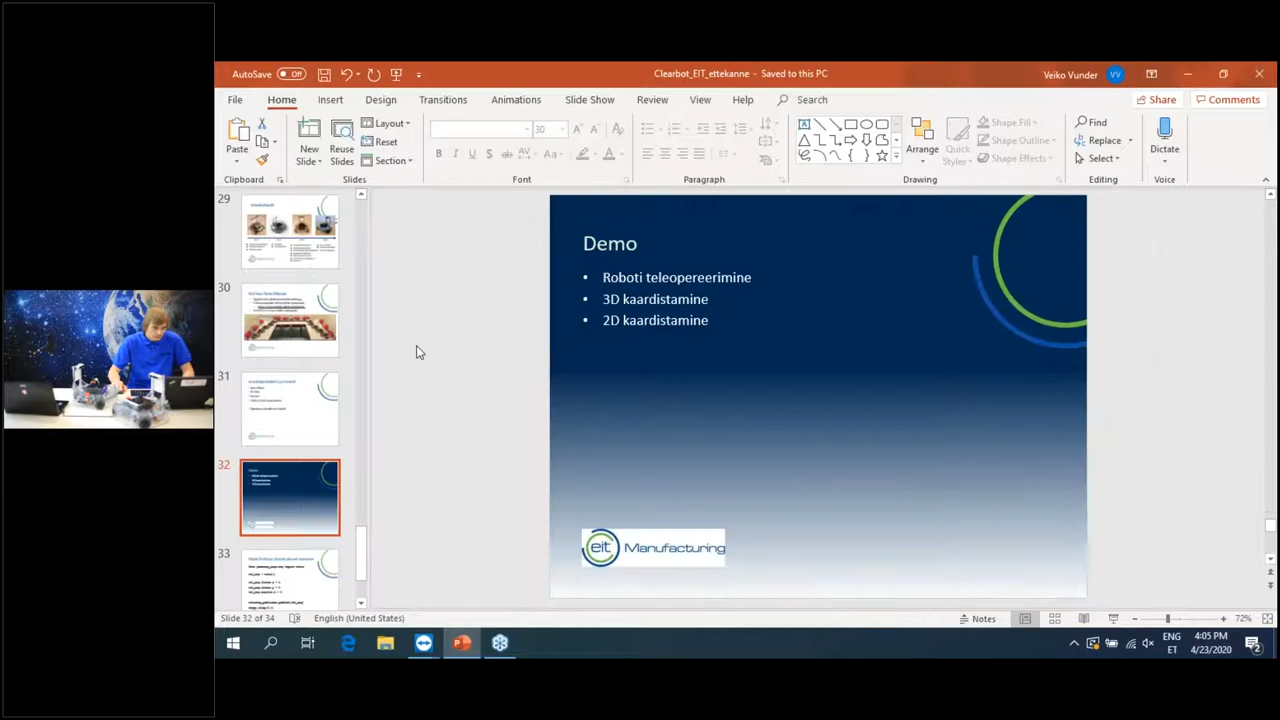 AutoSave Off
Clearbot_EIT_ettekanne - Saved to this PC
Veiko Vunder VV
File Home Insert Design Transitions Animations Slide Show Review View Help Search
Share Comments
Paste
New Slides
Reuse Slides
Layout
Reset
Section
30
Arrange
Quick Styles
Shape Fill
Shape Outline
Shape Effects
Find
Replace
Select
Dictate
Clipboard Slides Font Paragraph Drawing Editing Voice
29
30
31
32
33
Demo
• Roboti teleopereerimine
• 3D kaardistamine
• 2D kaardistamine
eit Manufacturing
Slide 32 of 34 English (United States) Notes 72%
ENG
ET
4:05 PM
4/23/2020
2